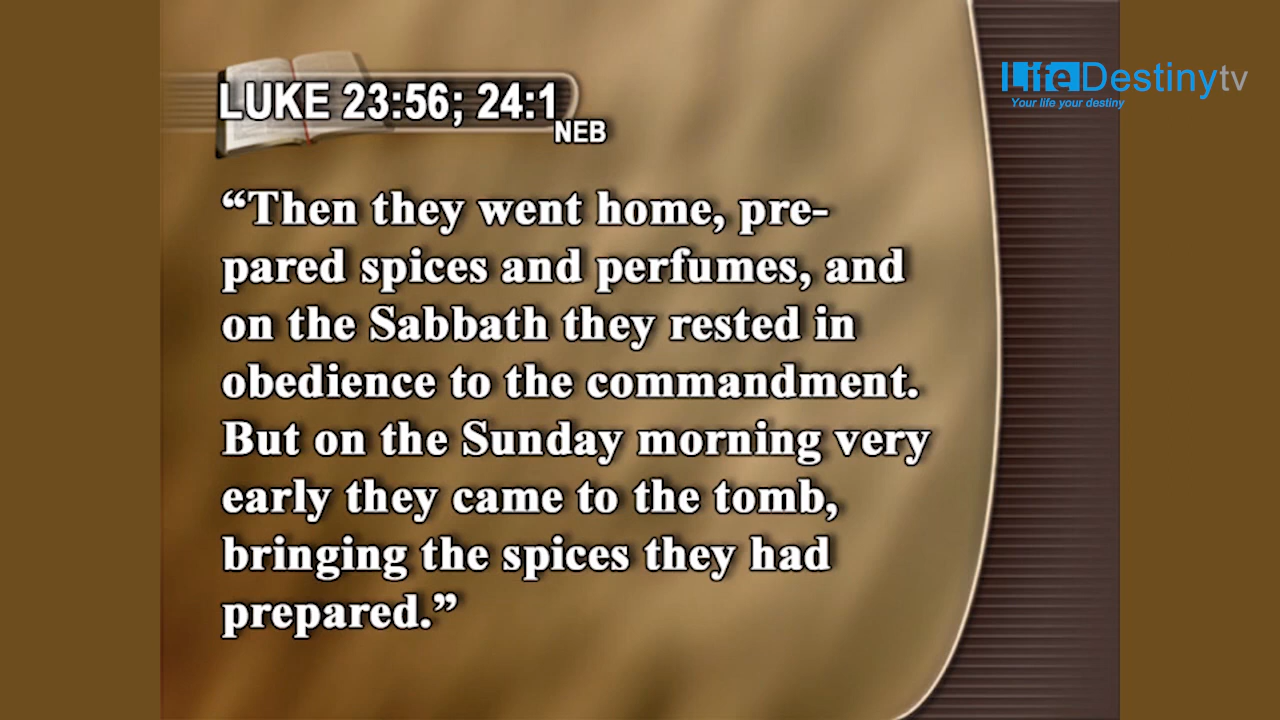 LUKE 23:56; 24:1
NEB
LifeDestinytv
Your life your destiny
“Then they went home, pre-
pared spices and perfumes, and
on the Sabbath they rested in
obedience to the commandment.
But on the Sunday morning very
early they came to the tomb,
bringing the spices they had
prepared.”